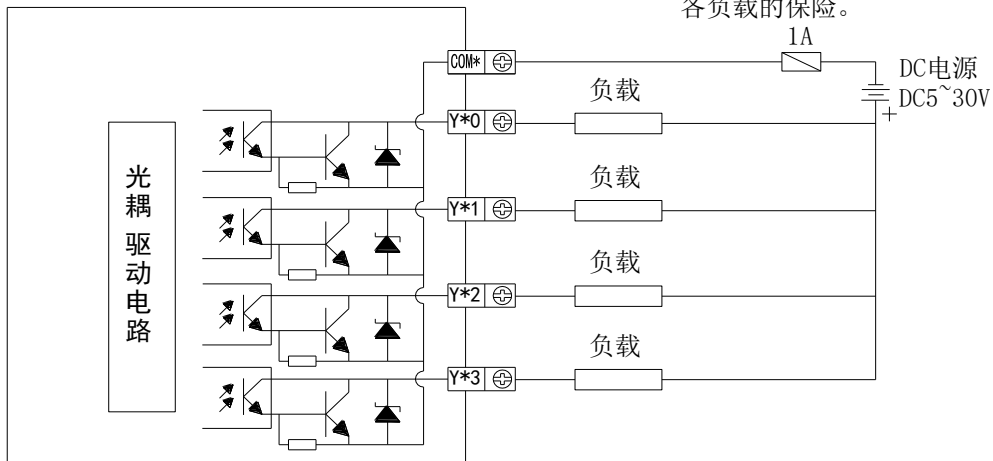 各负载的保险。
1A
COM*
DC电源
DC5~30V
+
负载
Y*0
负载
Y*1
光耦 驱动电路
负载
Y*2
负载
Y*3